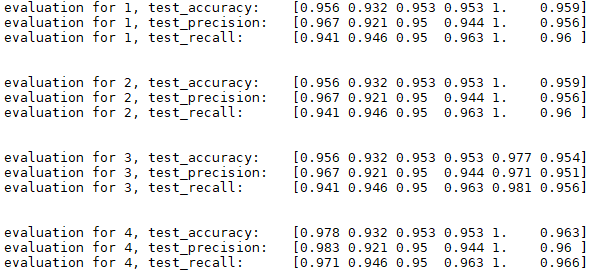 evaluation for 1, test_accuracy:    [0.956 0.932 0.953 0.953 1.    0.959]
evaluation for 1, test_precision:   [0.967 0.921 0.95  0.944 1.    0.956]
evaluation for 1, test_recall:      [0.941 0.946 0.95  0.963 1.    0.96 ]
evaluation for 2, test_accuracy:    [0.956 0.932 0.953 0.953 1.    0.959]
evaluation for 2, test_precision:   [0.967 0.921 0.95  0.944 1.    0.956]
evaluation for 2, test_recall:      [0.941 0.946 0.95  0.963 1.    0.96 ]
evaluation for 3, test_accuracy:    [0.956 0.932 0.953 0.953 0.977 0.954]
evaluation for 3, test_precision:   [0.967 0.921 0.95  0.944 0.971 0.951]
evaluation for 3, test_recall:      [0.941 0.946 0.95  0.963 0.981 0.956]
evaluation for 4, test_accuracy:    [0.978 0.932 0.953 0.953 1.    0.963]
evaluation for 4, test_precision:   [0.983 0.921 0.95  0.944 1.    0.96 ]
evaluation for 4, test_recall:      [0.971 0.946 0.95  0.963 1.    0.966]